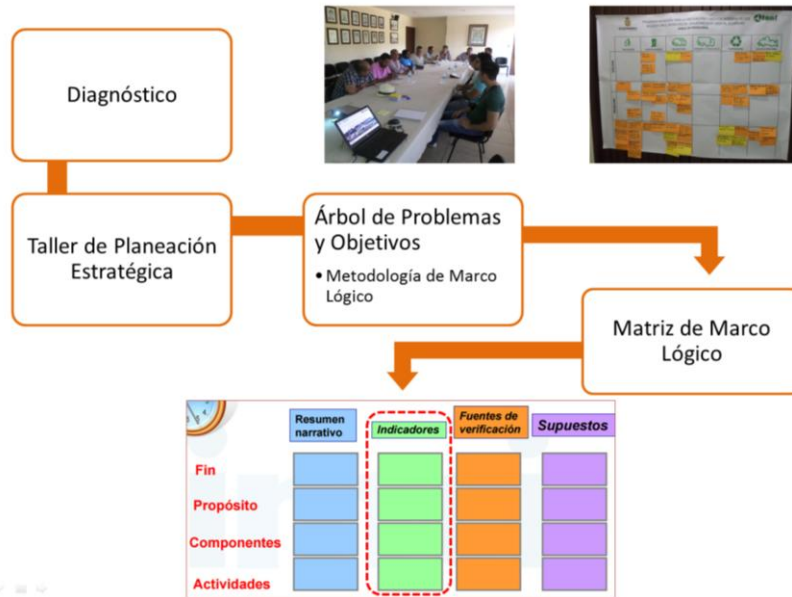 Diagnóstico
Taller de Planeación
Estratégica
Árbol de Problemas
y Objetivos
• Metodología de Marco
Lógico
Matriz de Marco
Lógico
Resumen
narrativo
Indicadores
Fuentes de
verificación
Supuestos
Fin
Propósito
Componentes
Actividades